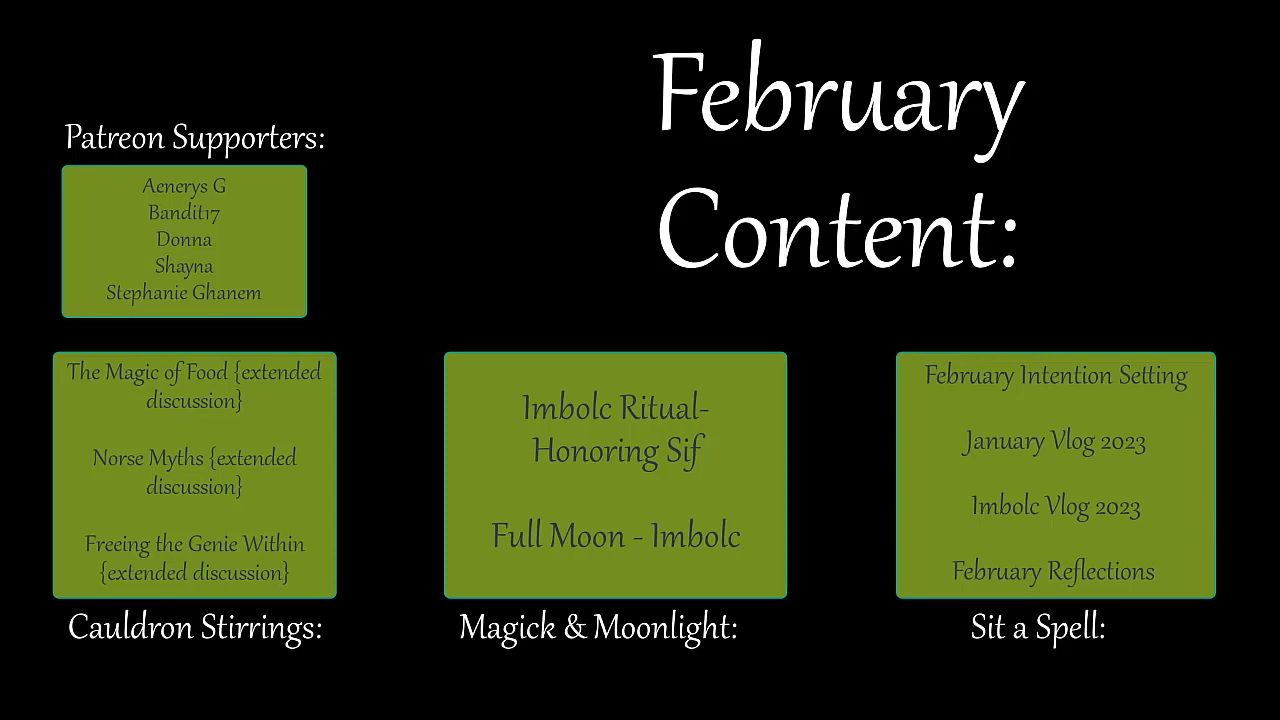 February
Content:
Patreon Supporters:
Aenerys G
Bandit17
Donna
Shayna
Stephanie Ghanem
The Magic of Food {extended
discussion}
Norse Myths {extended
discussion}
Freeing the Genie Within
{extended discussion}
Cauldron Stirrings:
Imbolc Ritual-
Honoring Sif
Full Moon - Imbolc
Magick & Moonlight:
February Intention Setting
January Vlog 2023
Imbolc Vlog 2023
February Reflections
Sit a Spell: